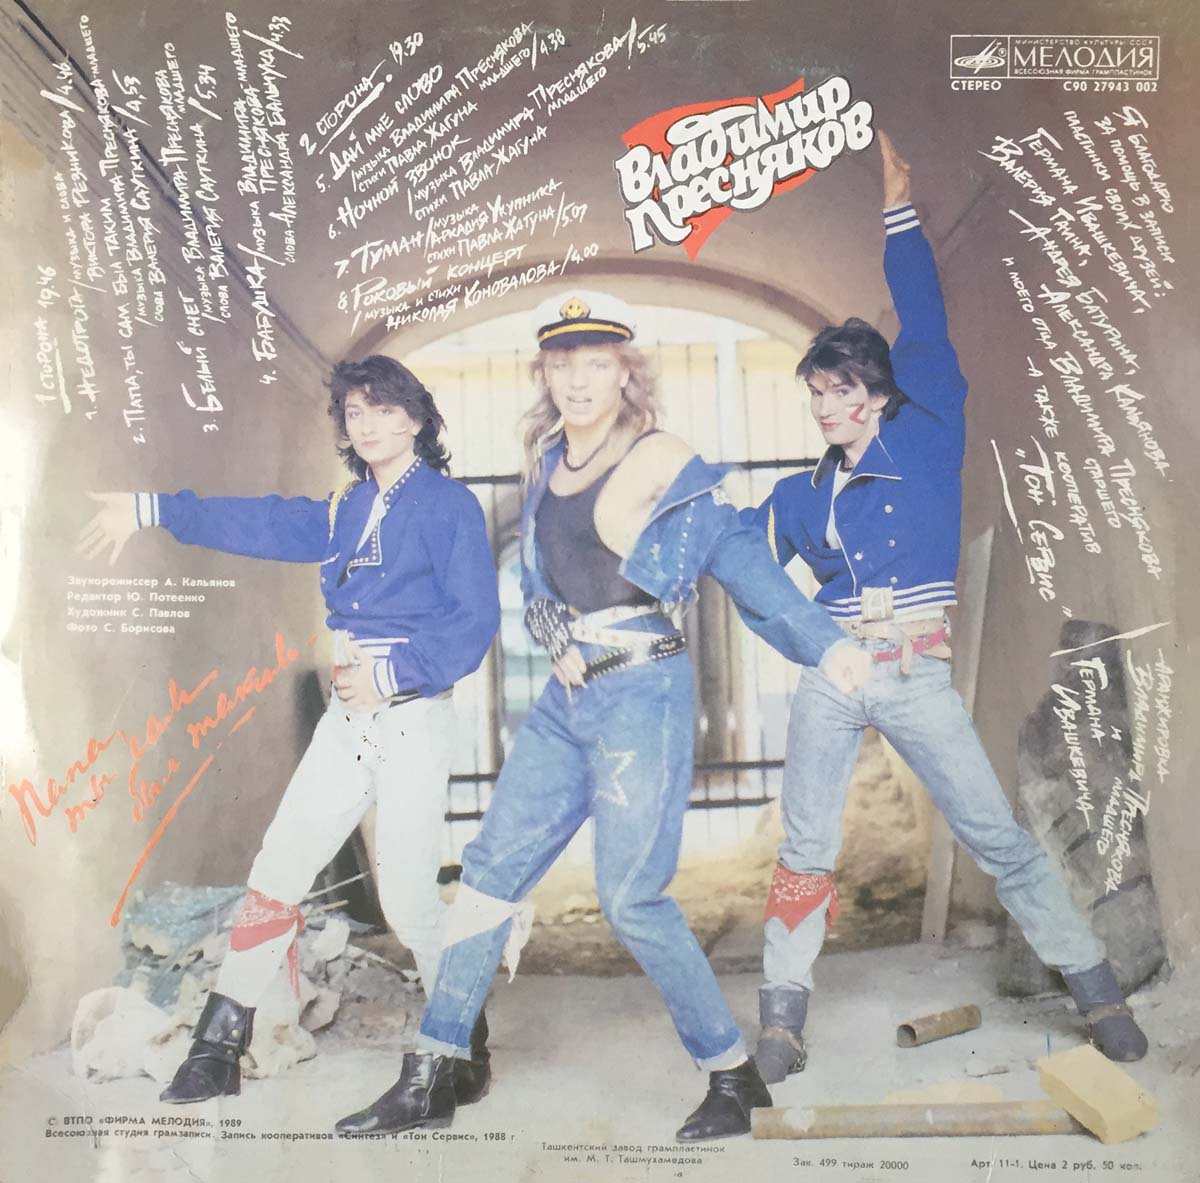 1 СТОРОНА 19.46
1. НЕДОТРОГА /МУЗЫКА И СЛОВА
ВИКТОРА РЕЗНИКОВА/ 4.46
2. ПАПА, ТЫ САМ БЫЛ ТАКИМ
/МУЗЫКА ВЛАДИМИРА ПРЕСНЯКОВА-МЛАДШЕГО
СЛОВА ВАЛЕРИЯ САУТКИНА/ 4,53
3. БЕЛЫЙ СНЕГ
/МУЗЫКА ВЛАДИМИРА ПРЕСНЯКОВА МЛАДШЕГО
СЛОВА ВАЛЕРИЯ САУТКИНА/ 5.34
4. БАБУШКА /МУЗЫКА ВЛАДИМИРА
ПРЕСНЯКОВА МЛАДШЕГО
СЛОВА АЛЕКСАНДРА БАЛЬЧУКА/ 4.33
2 СТОРОНА. 19.30
5. ДАЙ МНЕ СЛОВО
/МУЗЫКА ВЛАДИМИРА ПРЕСНЯКОВА МЛАДШЕГО
СТИХИ ПАВЛА ЖАГУНА/ 4.38
6. НОЧНОЙ ЗВОНОК
/МУЗЫКА ВЛАДИМИРА ПРЕСНЯКОВА МЛАДШЕГО
СТИХИ ПАВЛА ЖАГУНА/ 5.45
7. ТУМАН /МУЗЫКА
АРКАДИЯ УКУПНИКА
СТИХИ ПАВЛА ЖАГУНА/ 5.07
8 РОКОВЫЙ КОНЦЕРТ
/МУЗЫКА И СТИХИ
НИКОЛАЯ КОНОВАЛОВА/ 4.00
Владимир
Пресняков
МИНИСТЕРСТВО КУЛЬТУРЫ СССР
МЕЛОДИЯ
ВСЕСОЮЗНАЯ ФИРМА ГРАМПЛАСТИНОК
СТЕРЕО
С90 27943 002
Я БЛАГОДАРЮ
ЗА ПОМОЩЬ В ЗАПИСИ
ПЛАСТИНКИ СВОИХ ДРУЗЕЙ:
ГЕРМАНА ИВАШКЕВИЧА,
ВАЛЕРИЯ ГАИНА, БАТУРИНА,
АНДРЕЯ АЛЕКСАНДРА КАЛЬЯНОВА
И МОЕГО ОТЦА ВЛАДИМИРА ПРЕСНЯКОВА
СТАРШЕГО
-А ТАКЖЕ КООПЕРАТИВ
„ТОН СЕРВИС"
АРАНЖИРОВКА
ВЛАДИМИРА ПРЕСНЯКОВА
МЛАДШЕГО
И
ГЕРМАНА
ИВАШКЕВИЧА
Звукорежиссер А. Кальянов
Редактор Ю. Потеенко
Художник С. Павлов
Фото С. Борисова
Папа,
ты сам
был таким
© ВТПО «ФИРМА МЕЛОДИЯ», 1989
Всесоюзная студия грамзаписи. Запись кооперативов «Синтез» и «Тон Сервис», 1988 г.
Ташкентский завод грампластинок
им. М. Т. Ташмухамедова
Зак. 499 тираж 20000
Арт. 11-1. Цена 2 руб. 50 коп.